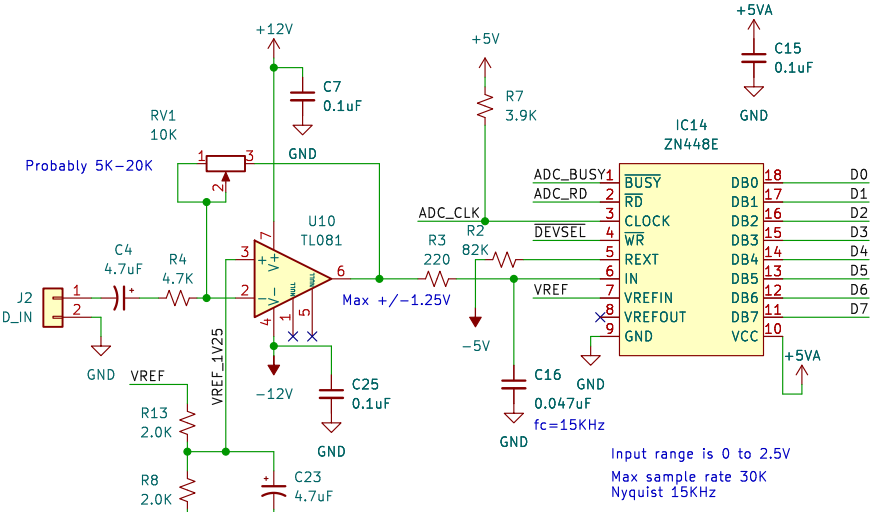 +12V
+5VA
+5V
C7
0.1uF
C15
0.1uF
RV1
10K
R7
3.9K
GND
GND
IC14
ZN448E
Probably 5K-20K
1
3
2
ADC_BUSY 1 BUSY DB0 18 D0
ADC_RD 2 RD DB1 17 D1
ADC_CLK 3 CLOCK DB2 16 D2
DEVSEL 4 WR DB3 15 D3
5 REXT DB4 14 D4
6 IN DB5 13 D5
VREF 7 VREFIN DB6 12 D6
8 VREFOUT DB7 11 D7
9 GND VCC 10
U10
TL081
7
3
+
V+
2
-
V-
6
NULL
NULL
4
1
5
C4
4.7uF
+
R4
4.7K
R3
220
R2
82K
J2
D_IN
1
2
Max +/-1.25V
-5V
GND
+5VA
GND
-12V
VREF_1V25
VREF
C25
0.1uF
C16
0.047uF
fc=15KHz
GND
GND
R13
2.0K
R8
2.0K
+
C23
4.7uF
Input range is 0 to 2.5V
Max sample rate 30K
Nyquist 15KHz